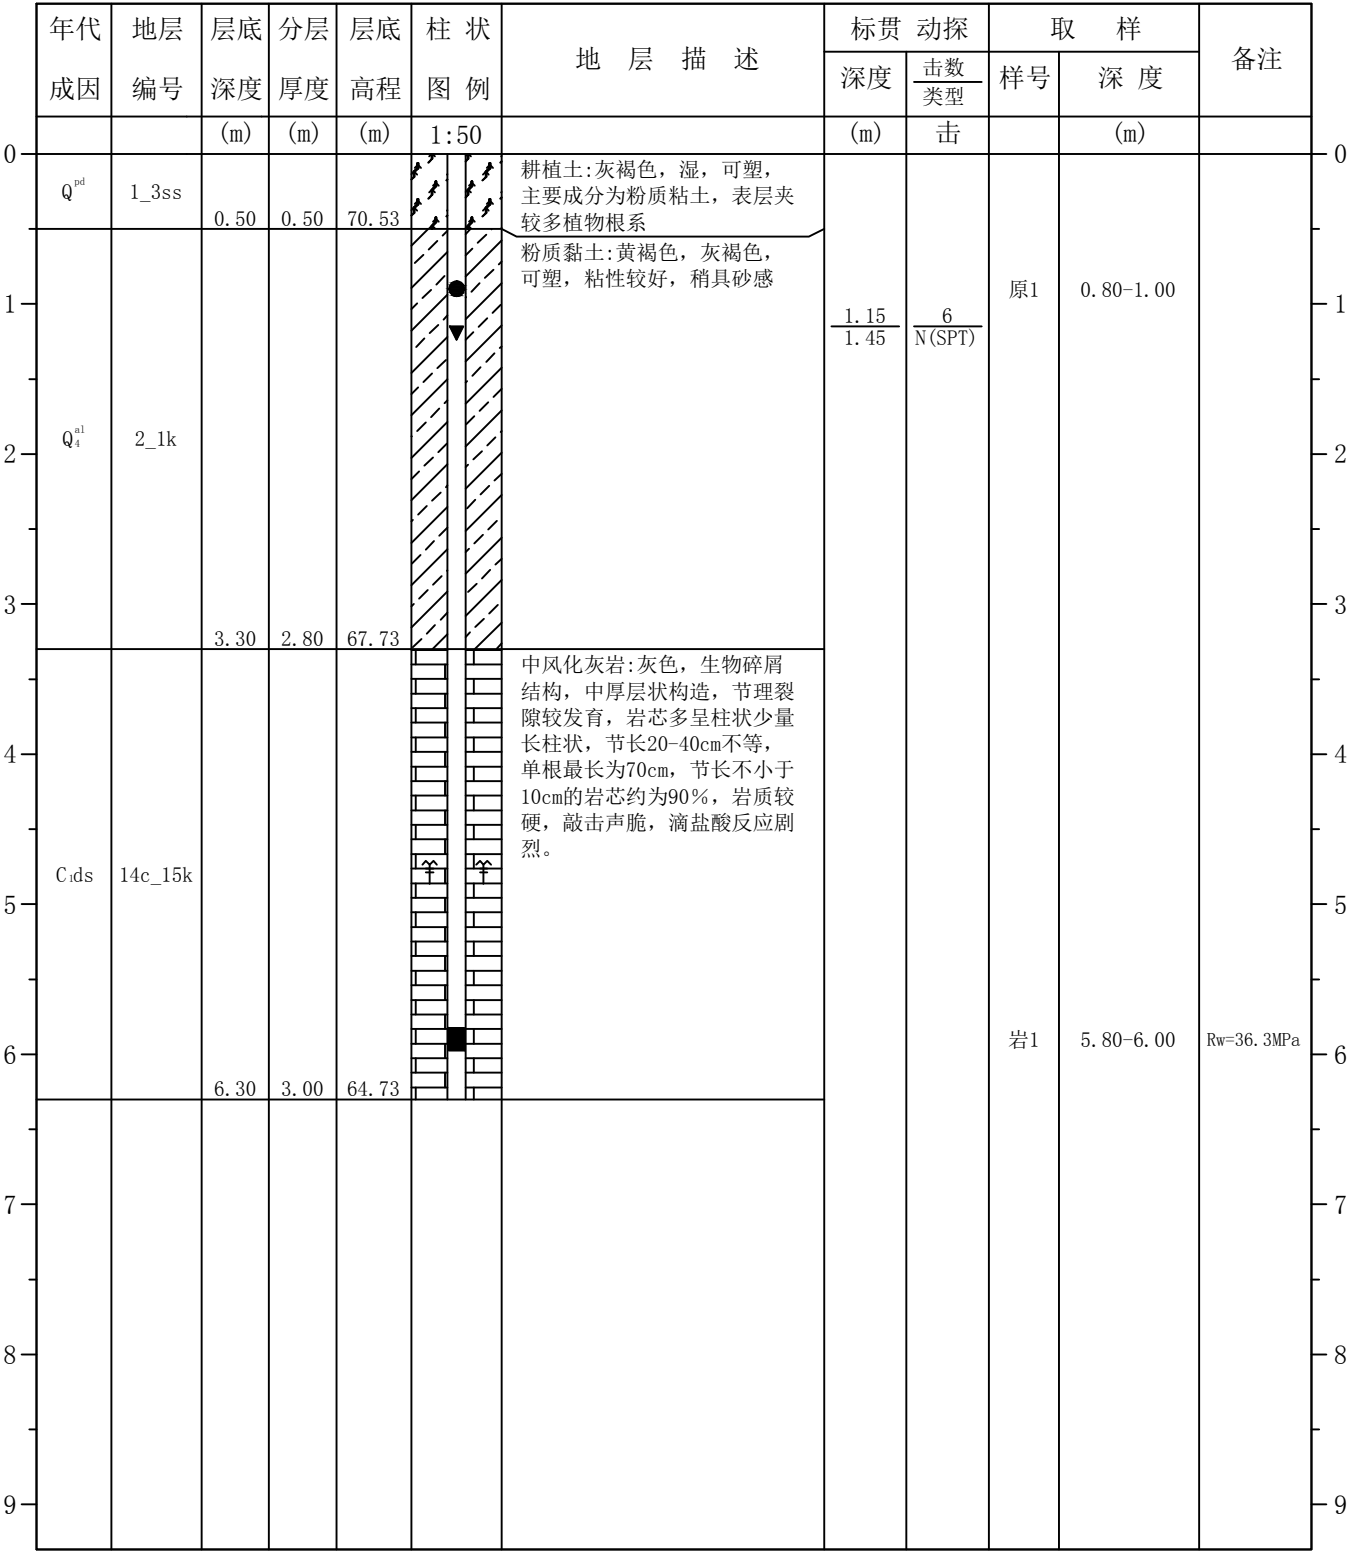 年代 地层 层底 分层 层底 柱 状 地 层 描 述 标贯 动探 取 样 备注
成因 编号 深度 厚度 高程 图 例 深度 击数 样号 深 度
类型
(m) (m) (m) 1:50 (m) 击 (m)
0 0
耕植土:灰褐色，湿，可塑，
主要成分为粉质粘土，表层夹
较多植物根系
Q^pd 1_3ss
0.50 0.50 70.53
粉质黏土:黄褐色，灰褐色，
可塑，粘性较好，稍具砂感
原1 0.80-1.00
1 1
1.15 6
1.45 N(SPT)
Q₄^al 2_1k
2 2
3 3
3.30 2.80 67.73
中风化灰岩:灰色，生物碎屑
结构，中厚层状构造，节理裂
隙较发育，岩芯多呈柱状少量
长柱状，节长20-40cm不等，
单根最长为70cm，节长不小于
10cm的岩芯约为90%，岩质较
硬，敲击声脆，滴盐酸反应剧
烈。
4 4
C₁ds 14c_15k
5 5
岩1 5.80-6.00 Rw=36.3MPa
6 6
6.30 3.00 64.73
7 7
8 8
9 9